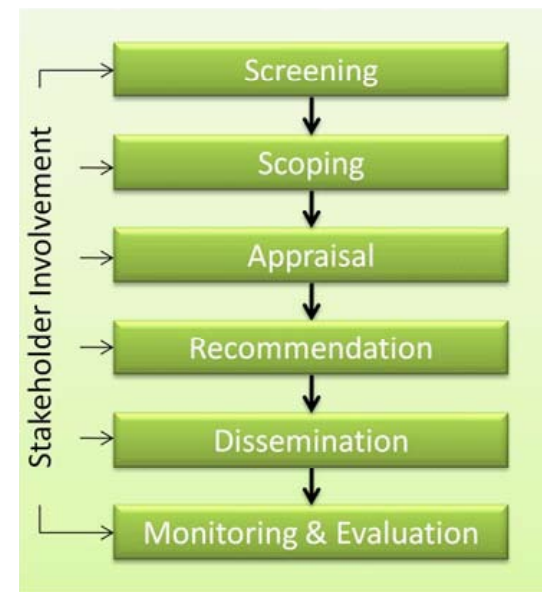 Stakeholder Involvement
Screening
Scoping
Appraisal
Recommendation
Dissemination
Monitoring & Evaluation